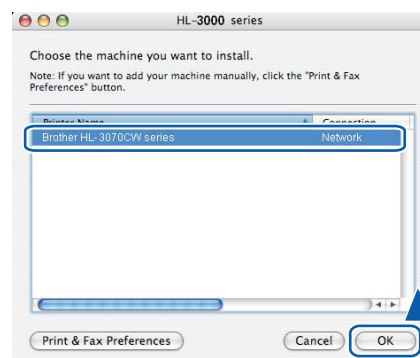 HL-3000 series
Choose the machine you want to install.
Note: If you want to add your machine manually, click the "Print & Fax
Preferences" button.
Printer Name Connection
Brother HL-3070CW series Network
Print & Fax Preferences Cancel OK